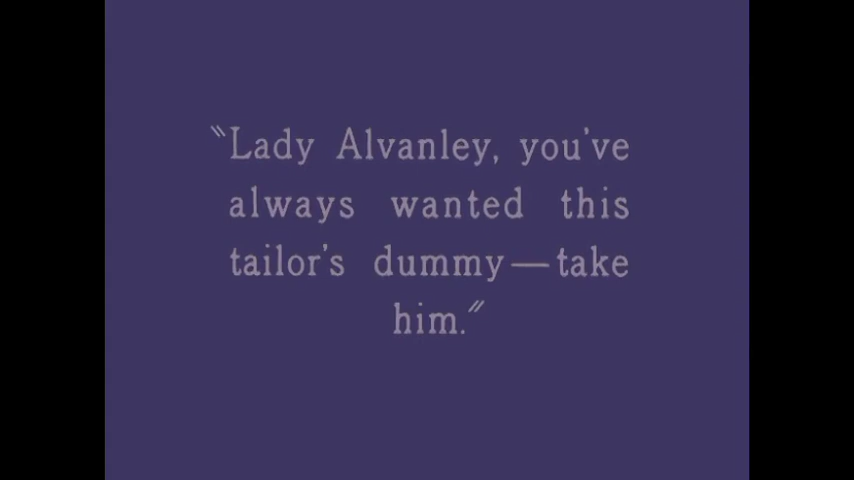 "Lady Alvanley, you've
always wanted this
tailor's dummy—take
him."